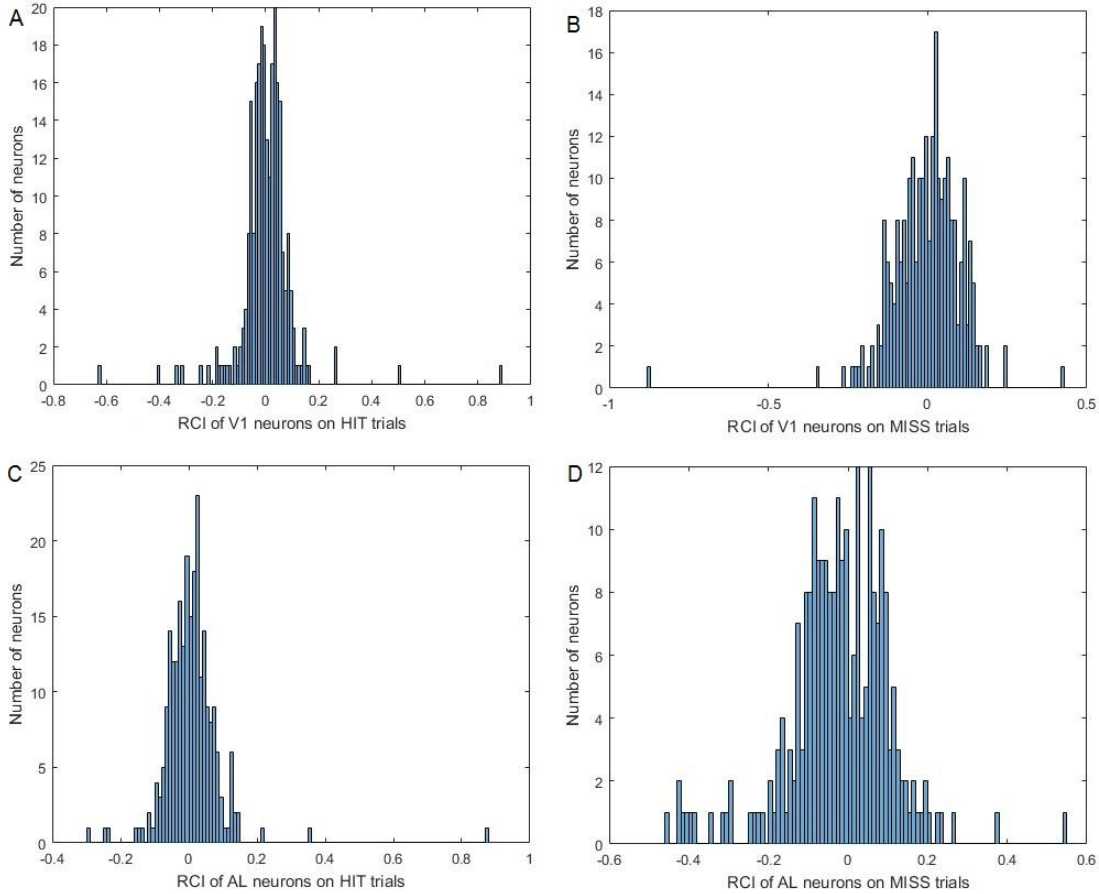 A
20
18
16
14
12
10
8
6
4
2
0
Number of neurons
-0.8 -0.6 -0.4 -0.2 0 0.2 0.4 0.6 0.8 1
RCI of V1 neurons on HIT trials
B
18
16
14
12
10
8
6
4
2
0
Number of neurons
-1 -0.5 0 0.5
RCI of V1 neurons on MISS trials
C
25
20
15
10
5
0
Number of neurons
-0.4 -0.2 0 0.2 0.4 0.6 0.8 1
RCI of AL neurons on HIT trials
D
12
10
8
6
4
2
0
Number of neurons
-0.6 -0.4 -0.2 0 0.2 0.4 0.6
RCI of AL neurons on MISS trials